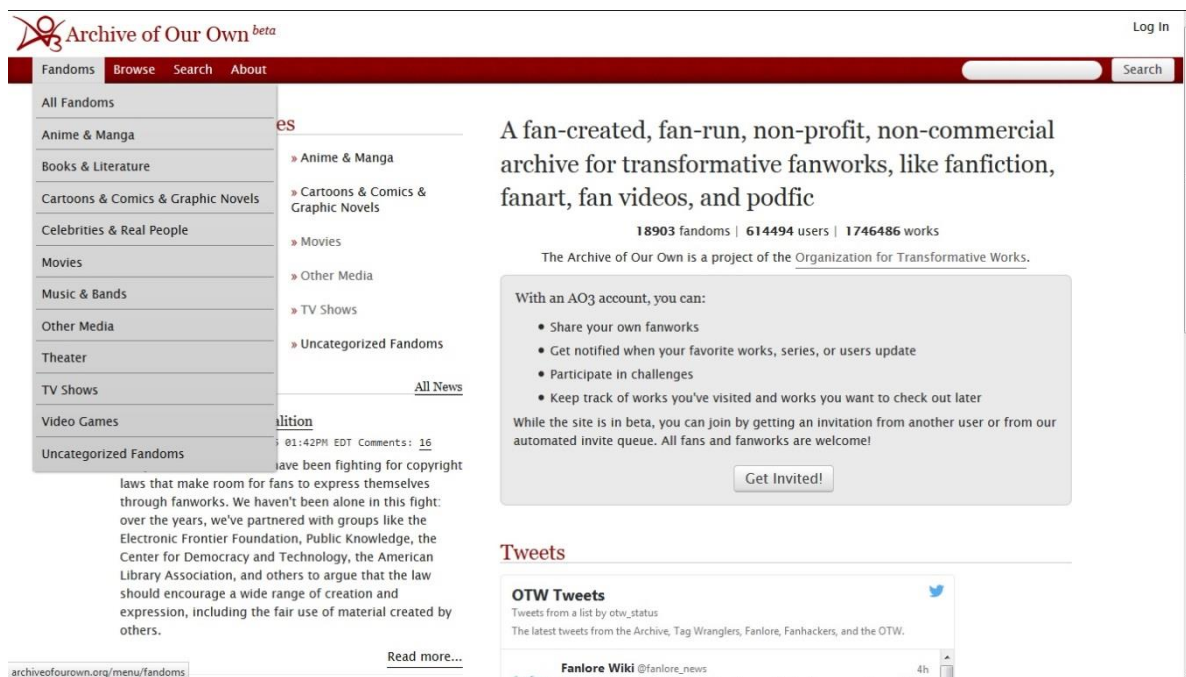 Archive of Our Own beta
Log In
Fandoms Browse Search About
Search
All Fandoms
Anime & Manga
Books & Literature
Cartoons & Comics & Graphic Novels
Celebrities & Real People
Movies
Music & Bands
Other Media
Theater
TV Shows
Video Games
Uncategorized Fandoms
es
» Anime & Manga
» Cartoons & Comics &
Graphic Novels
» Movies
» Other Media
» TV Shows
» Uncategorized Fandoms
All News
01:42PM EDT Comments: 16
have been fighting for copyright
laws that make room for fans to express themselves
through fanworks. We haven't been alone in this fight:
over the years, we've partnered with groups like the
Electronic Frontier Foundation, Public Knowledge, the
Center for Democracy and Technology, the American
Library Association, and others to argue that the law
should encourage a wide range of creation and
expression, including the fair use of material created by
others.
Read more...
A fan-created, fan-run, non-profit, non-commercial
archive for transformative fanworks, like fanfiction,
fanart, fan videos, and podfic
18903 fandoms | 614494 users | 1746486 works
The Archive of Our Own is a project of the Organization for Transformative Works.
With an AO3 account, you can:
• Share your own fanworks
• Get notified when your favorite works, series, or users update
• Participate in challenges
• Keep track of works you've visited and works you want to check out later
While the site is in beta, you can join by getting an invitation from another user or from our
automated invite queue. All fans and fanworks are welcome!
Get Invited!
Tweets
OTW Tweets
Tweets from a list by otw_status
The latest tweets from the Archive, Tag Wranglers, Fanlore, Fanhackers, and the OTW.
Fanlore Wiki @fanlore_news
4h
archiveofourown.org/menu/fandoms